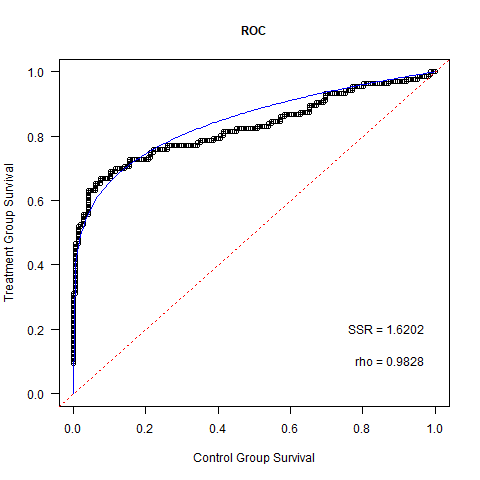 ROC
Treatment Group Survival
1.0
0.8
0.6
0.4
0.2
0.0
SSR = 1.6202
rho = 0.9828
0.0 0.2 0.4 0.6 0.8 1.0
Control Group Survival